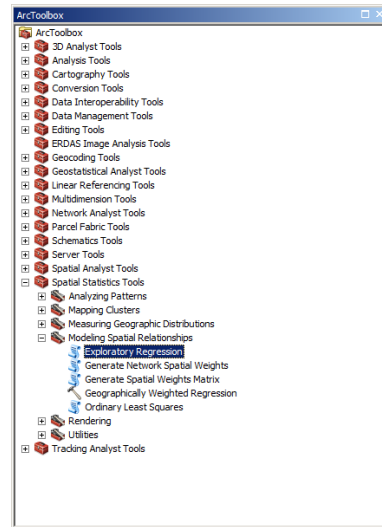 ArcToolbox
ArcToolbox
3D Analyst Tools
Analysis Tools
Cartography Tools
Conversion Tools
Data Interoperability Tools
Data Management Tools
Editing Tools
ERDAS Image Analysis Tools
Geocoding Tools
Geostatistical Analyst Tools
Linear Referencing Tools
Multidimension Tools
Network Analyst Tools
Parcel Fabric Tools
Schematics Tools
Server Tools
Spatial Analyst Tools
Spatial Statistics Tools
Analyzing Patterns
Mapping Clusters
Measuring Geographic Distributions
Modeling Spatial Relationships
Exploratory Regression
Generate Network Spatial Weights
Generate Spatial Weights Matrix
Geographically Weighted Regression
Ordinary Least Squares
Rendering
Utilities
Tracking Analyst Tools